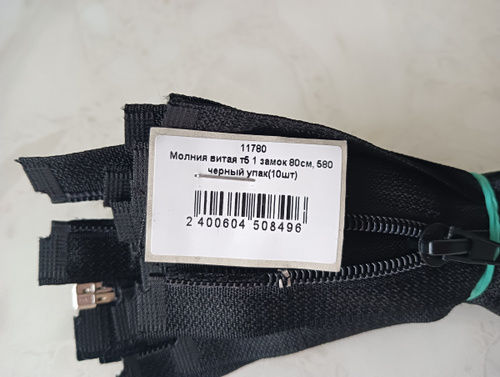 11780
Молния витая т5 1 замок 80см, 580
черный упак(10шт)
2 400604 508496